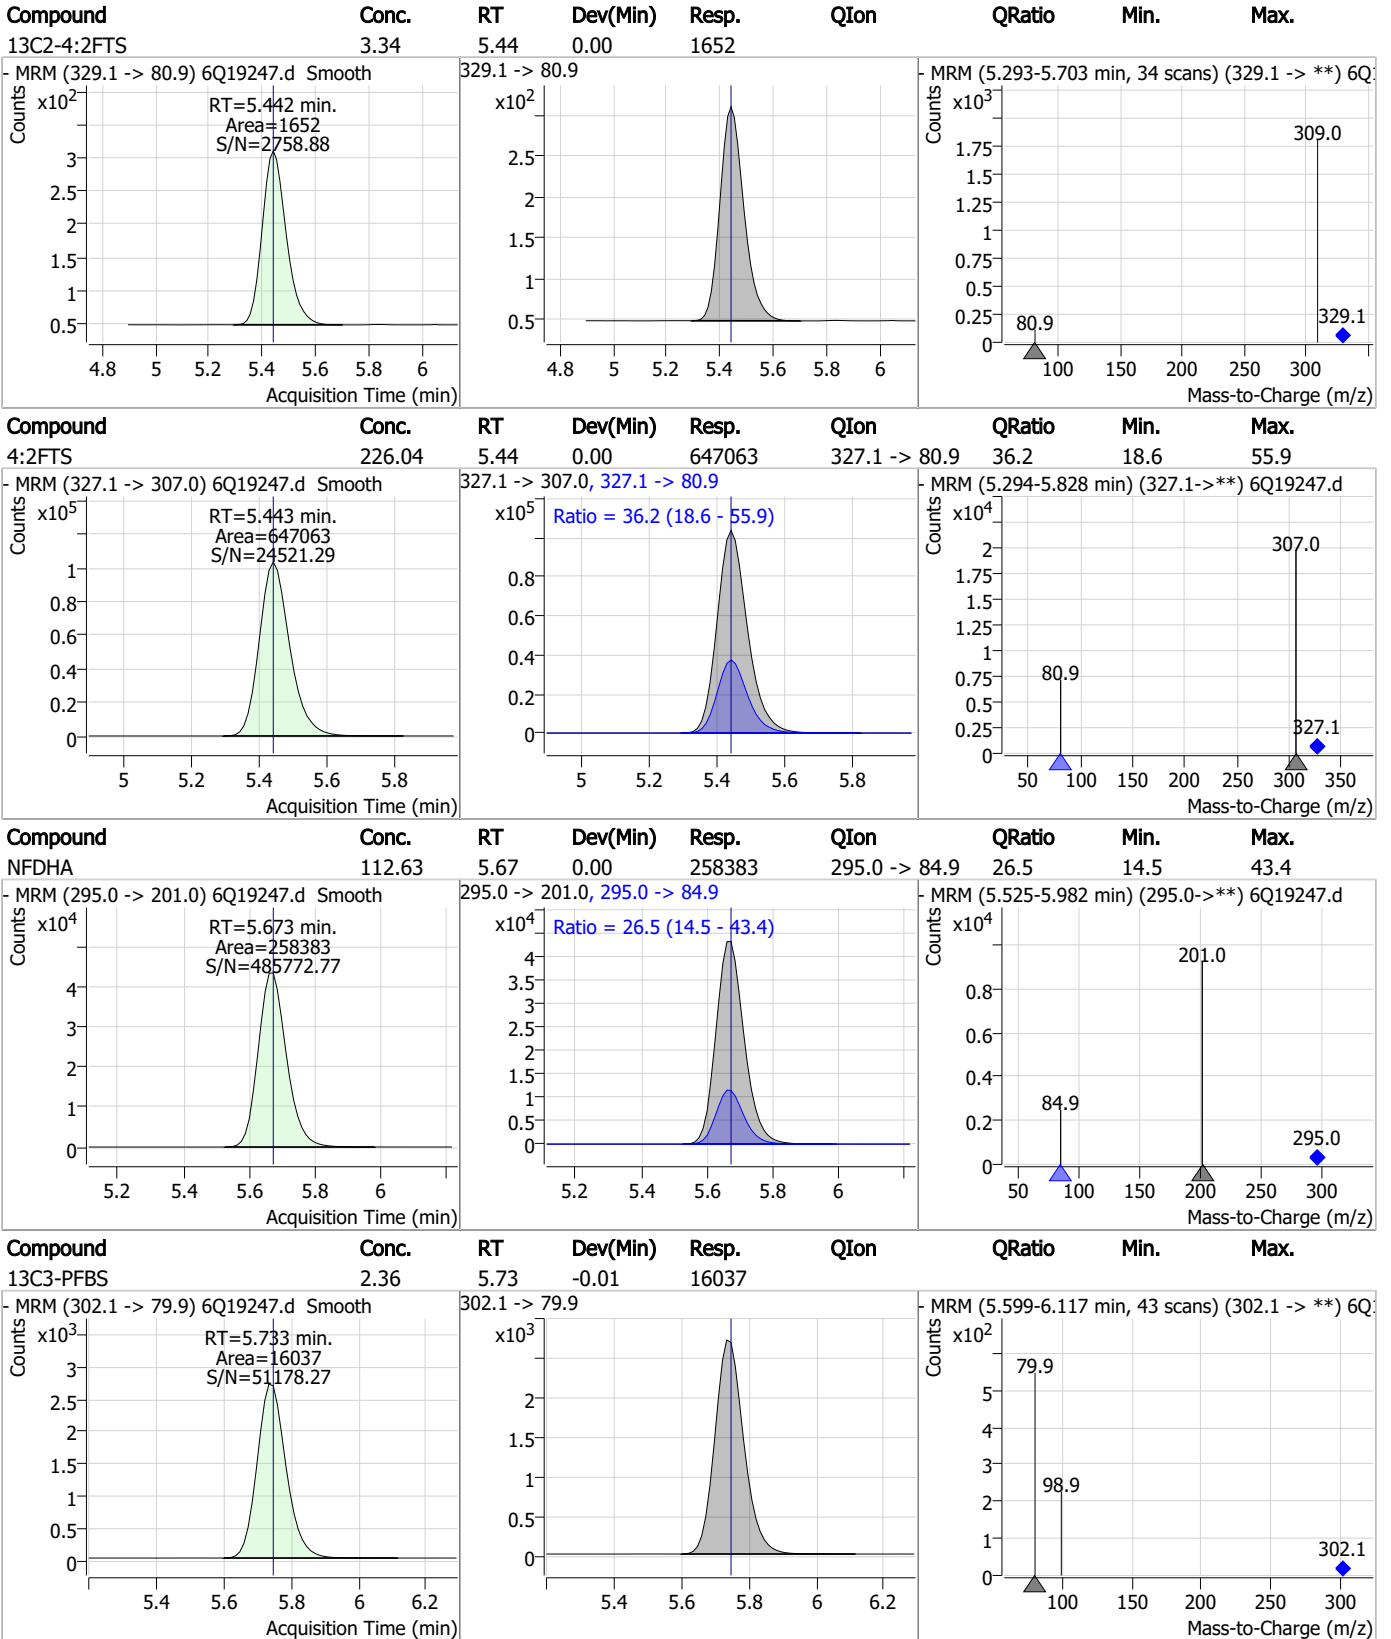 Compound Conc. RT Dev(Min) Resp. QIon QRatio Min. Max.
13C2-4:2FTS 3.34 5.44 0.00 1652
- MRM (329.1 -> 80.9) 6Q19247.d Smooth
Counts
x10²
RT=5.442 min.
Area=1652
S/N=2758.88
3
2.5
2
1.5
1
0.5
4.8 5 5.2 5.4 5.6 5.8 6
Acquisition Time (min)
329.1 -> 80.9
x10²
2.5
2
1.5
1
0.5
4.8 5 5.2 5.4 5.6 5.8 6
- MRM (5.293-5.703 min, 34 scans) (329.1 -> **) 6Q1
Counts
x10³
1.75
1.5
1.25
1
0.75
0.5
0.25
0
309.0
80.9
329.1
100 150 200 250 300
Mass-to-Charge (m/z)
Compound Conc. RT Dev(Min) Resp. QIon QRatio Min. Max.
4:2FTS 226.04 5.44 0.00 647063 327.1 -> 80.9 36.2 18.6 55.9
- MRM (327.1 -> 307.0) 6Q19247.d Smooth
Counts
x10⁵
RT=5.443 min.
Area=647063
S/N=24521.29
1
0.8
0.6
0.4
0.2
0
5 5.2 5.4 5.6 5.8
Acquisition Time (min)
327.1 -> 307.0, 327.1 -> 80.9
x10⁵
Ratio = 36.2 (18.6 - 55.9)
0.8
0.6
0.4
0.2
0
5 5.2 5.4 5.6 5.8
- MRM (5.294-5.828 min) (327.1->**) 6Q19247.d
Counts
x10⁴
2
1.75
1.5
1.25
1
0.75
0.5
0.25
0
307.0
80.9
327.1
50 100 150 200 250 300 350
Mass-to-Charge (m/z)
Compound Conc. RT Dev(Min) Resp. QIon QRatio Min. Max.
NFDHA 112.63 5.67 0.00 258383 295.0 -> 84.9 26.5 14.5 43.4
- MRM (295.0 -> 201.0) 6Q19247.d Smooth
Counts
x10⁴
RT=5.673 min.
Area=258383
S/N=485772.77
4
3
2
1
0
5.2 5.4 5.6 5.8 6
Acquisition Time (min)
295.0 -> 201.0, 295.0 -> 84.9
x10⁴
Ratio = 26.5 (14.5 - 43.4)
4
3.5
3
2.5
2
1.5
1
0.5
0
5.2 5.4 5.6 5.8 6
- MRM (5.525-5.982 min) (295.0->**) 6Q19247.d
Counts
x10⁴
0.8
0.6
0.4
0.2
0
201.0
84.9
295.0
50 100 150 200 250 300
Mass-to-Charge (m/z)
Compound Conc. RT Dev(Min) Resp. QIon QRatio Min. Max.
13C3-PFBS 2.36 5.73 -0.01 16037
- MRM (302.1 -> 79.9) 6Q19247.d Smooth
Counts
x10³
RT=5.733 min.
Area=16037
S/N=51178.27
3
2.5
2
1.5
1
0.5
0
5.4 5.6 5.8 6 6.2
Acquisition Time (min)
302.1 -> 79.9
x10³
2
1.5
1
0.5
0
5.4 5.6 5.8 6 6.2
- MRM (5.599-6.117 min, 43 scans) (302.1 -> **) 6Q1
Counts
x10²
5
4
3
2
1
0
79.9
98.9
302.1
100 150 200 250 300
Mass-to-Charge (m/z)